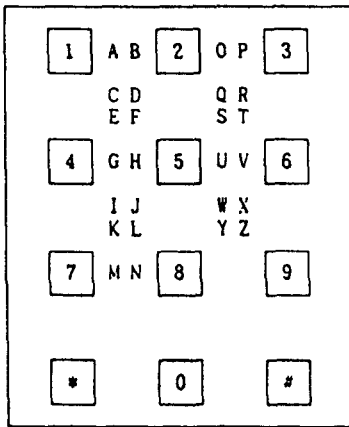 1 A B 2 O P 3
C D Q R
E F S T
4 G H 5 U V 6
I J W X
K L Y Z
7 M N 8 9
* 0 #